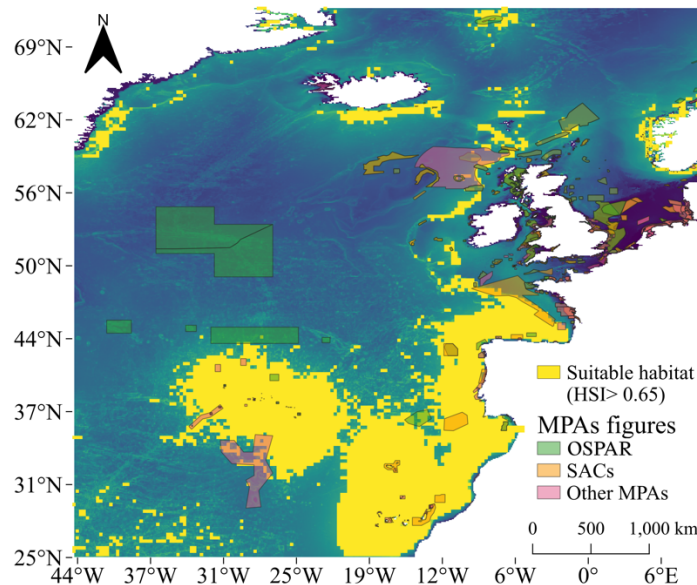 N
69°N
62°N
56°N
50°N
44°N
37°N
31°N
25°N
Suitable habitat
(HSI> 0.65)
MPAs figures
OSPAR
SACs
Other MPAs
0 500 1,000 km
44°W 37°W 31°W 25°W 19°W 12°W 6°W 0° 6°E